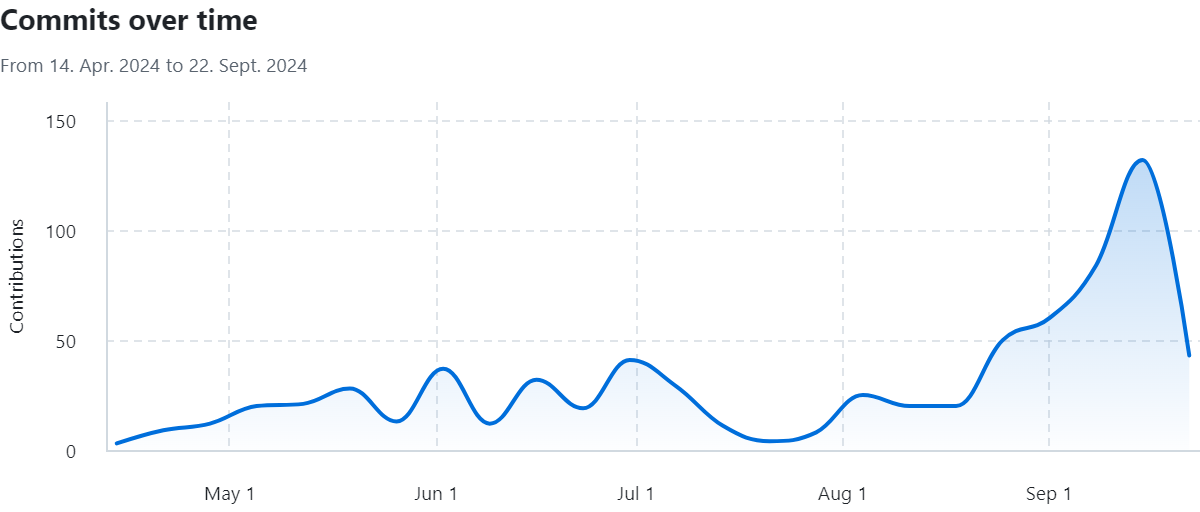 Commits over time
From 14. Apr. 2024 to 22. Sept. 2024
150
100
50
0
Contributions
May 1
Jun 1
Jul 1
Aug 1
Sep 1